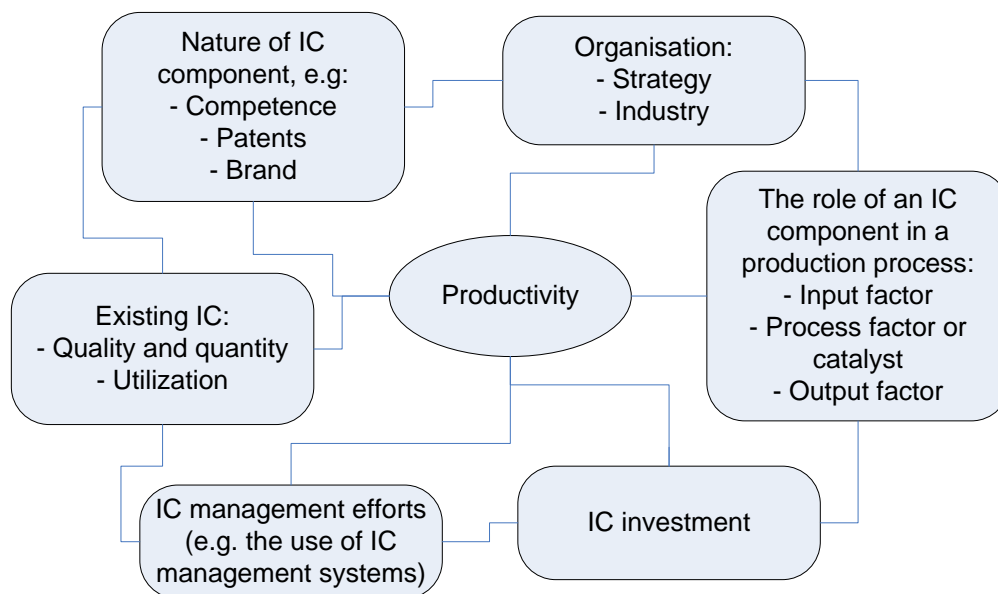 Nature of IC
component, e.g:
- Competence
- Patents
- Brand
Organisation:
- Strategy
- Industry
The role of an IC
component in a
production process:
- Input factor
- Process factor or
catalyst
- Output factor
Productivity
Existing IC:
- Quality and quantity
- Utilization
IC management efforts
(e.g. the use of IC
management systems)
IC investment